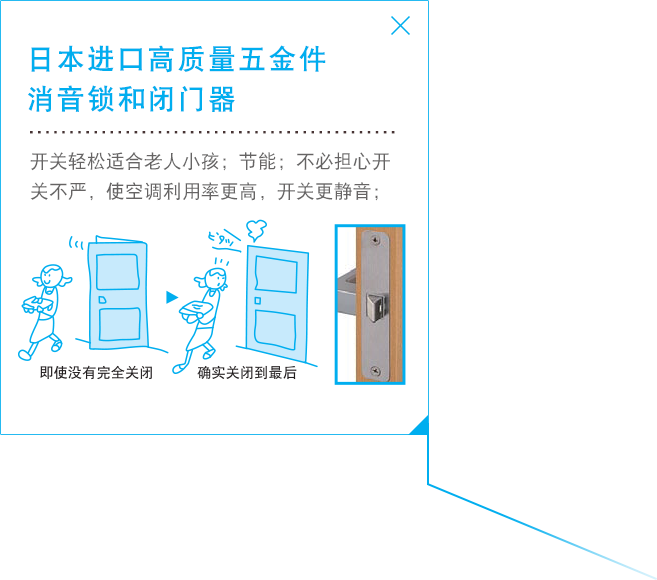 日本进口高质量五金件
消音锁和闭门器
开关轻松适合老人小孩；节能；不必担心开
关不严，使空调利用率更高，开关更静音；
ピタッ
即使没有完全关闭
确实关闭到最后